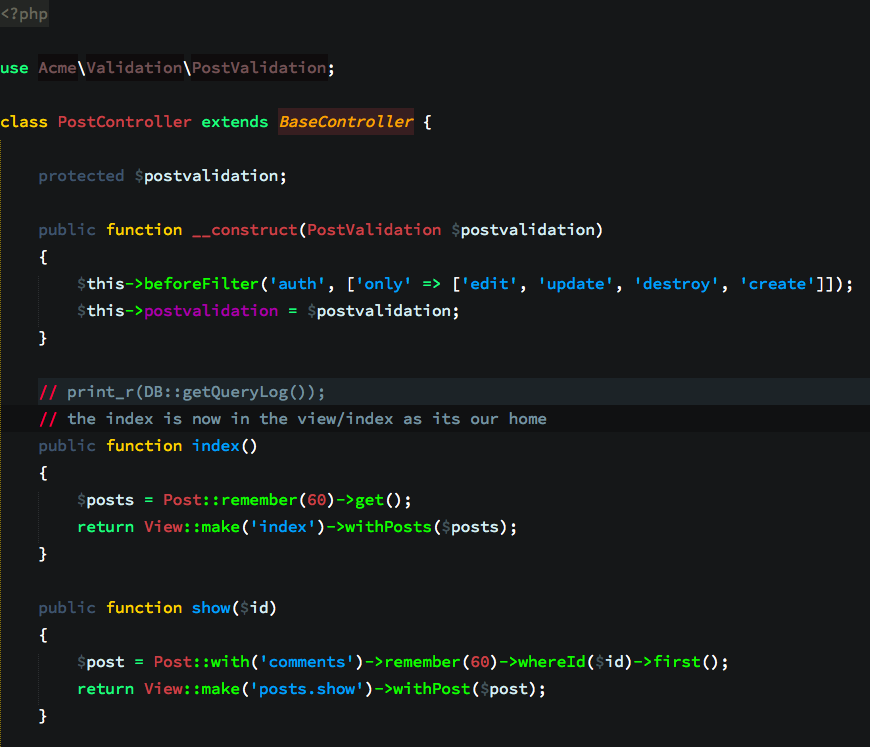 <?php
use Acme\Validation\PostValidation;
class PostController extends BaseController {
protected $postvalidation;
public function __construct(PostValidation $postvalidation)
{
$this->beforeFilter('auth', ['only' => ['edit', 'update', 'destroy', 'create']]);
$this->postvalidation = $postvalidation;
}
// print_r(DB::getQueryLog());
// the index is now in the view/index as its our home
public function index()
{
$posts = Post::remember(60)->get();
return View::make('index')->withPosts($posts);
}
public function show($id)
{
$post = Post::with('comments')->remember(60)->whereId($id)->first();
return View::make('posts.show')->withPost($post);
}